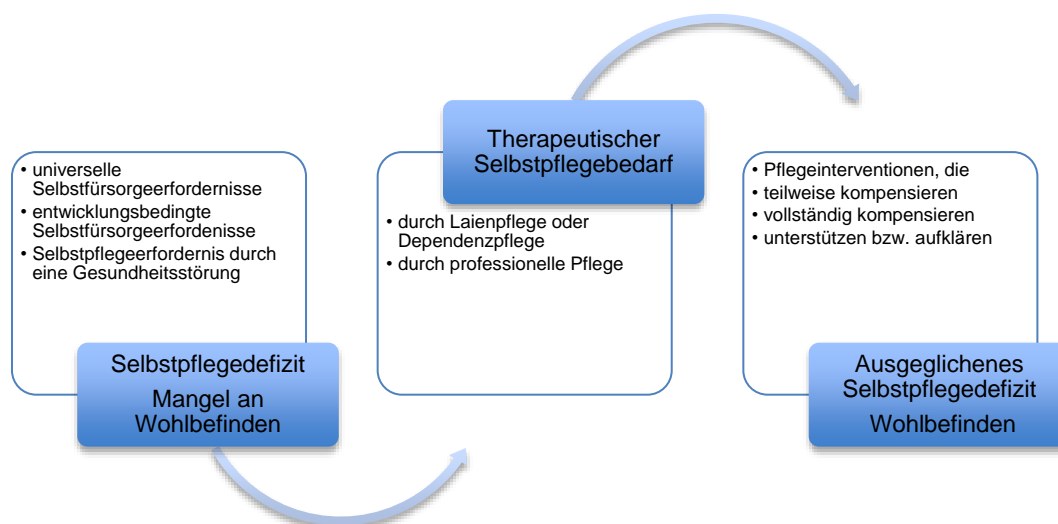 • universelle
Selbstfürsorgeerfordernisse
• entwicklungsbedingte
Selbstfürsorgeerfordenisse
• Selbstpflegeerfordernis durch
eine Gesundheitsstörung
Selbstpflegedefizit
Mangel an
Wohlbefinden
Therapeutischer
Selbstpflegebedarf
• durch Laienpflege oder
Dependenzpflege
• durch professionelle Pflege
• Pflegeinterventionen, die
• teilweise kompensieren
• vollständig kompensieren
• unterstützen bzw. aufklären
Ausgeglichenes
Selbstpflegedefizit
Wohlbefinden